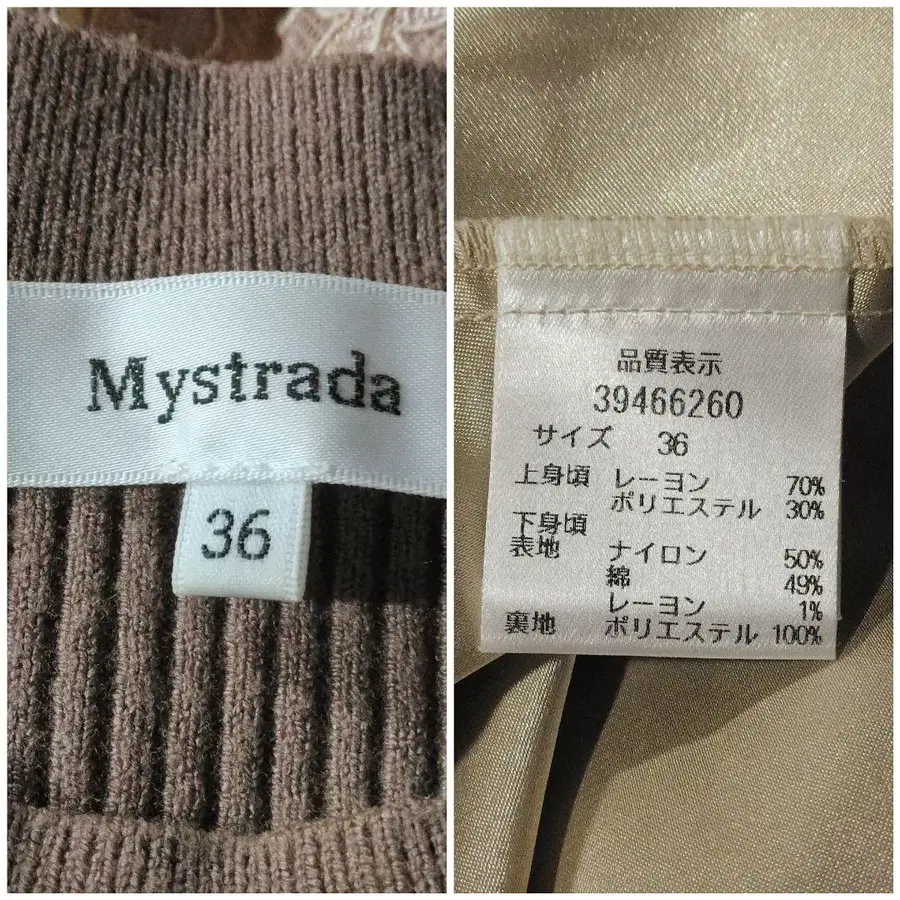 Mystrada
36
品質表示
39466260
サイズ 36
上身頃 レーヨン 70%
ポリエステル 30%
下身頃
表地 ナイロン 50%
綿 49%
レーヨン 1%
裏地 ポリエステル 100%